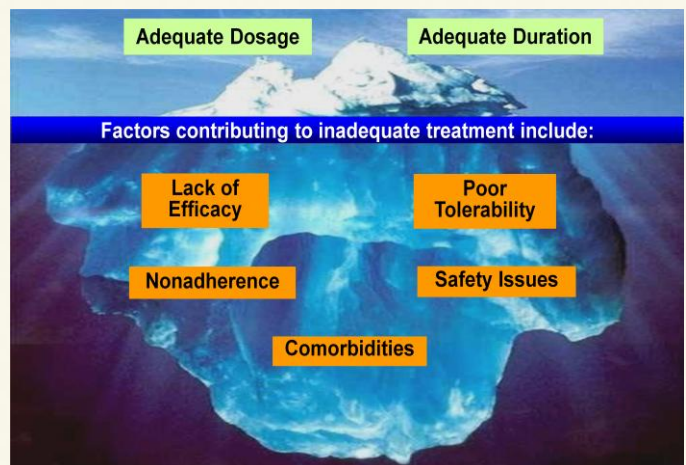 Adequate Dosage
Adequate Duration
Factors contributing to inadequate treatment include:
Lack of
Efficacy
Poor
Tolerability
Nonadherence
Safety Issues
Comorbidities